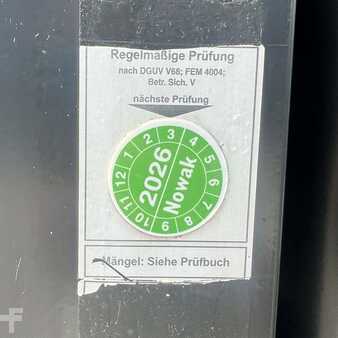 Regelmäßige Prüfung
nach DGUV V68; FEM 4004;
Betr. Sich. V
nächste Prüfung
1 2 3 4 5 6 7 8 9 10 11 12
2026
Nowak
Mängel: Siehe Prüfbuch